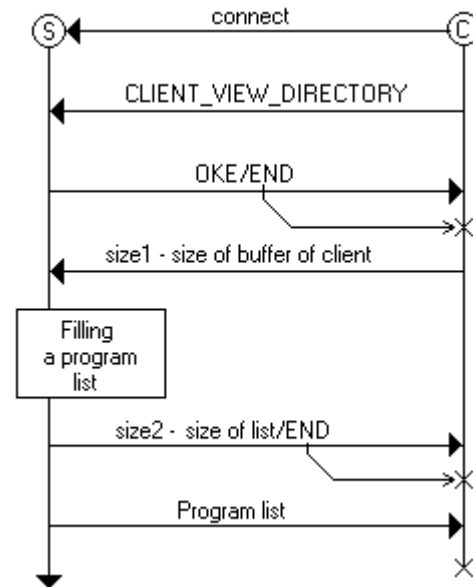 connect
S
C
CLIENT_VIEW_DIRECTORY
OKE/END
size1 - size of buffer of client
Filling
a program
list
size2 - size of list/END
Program list